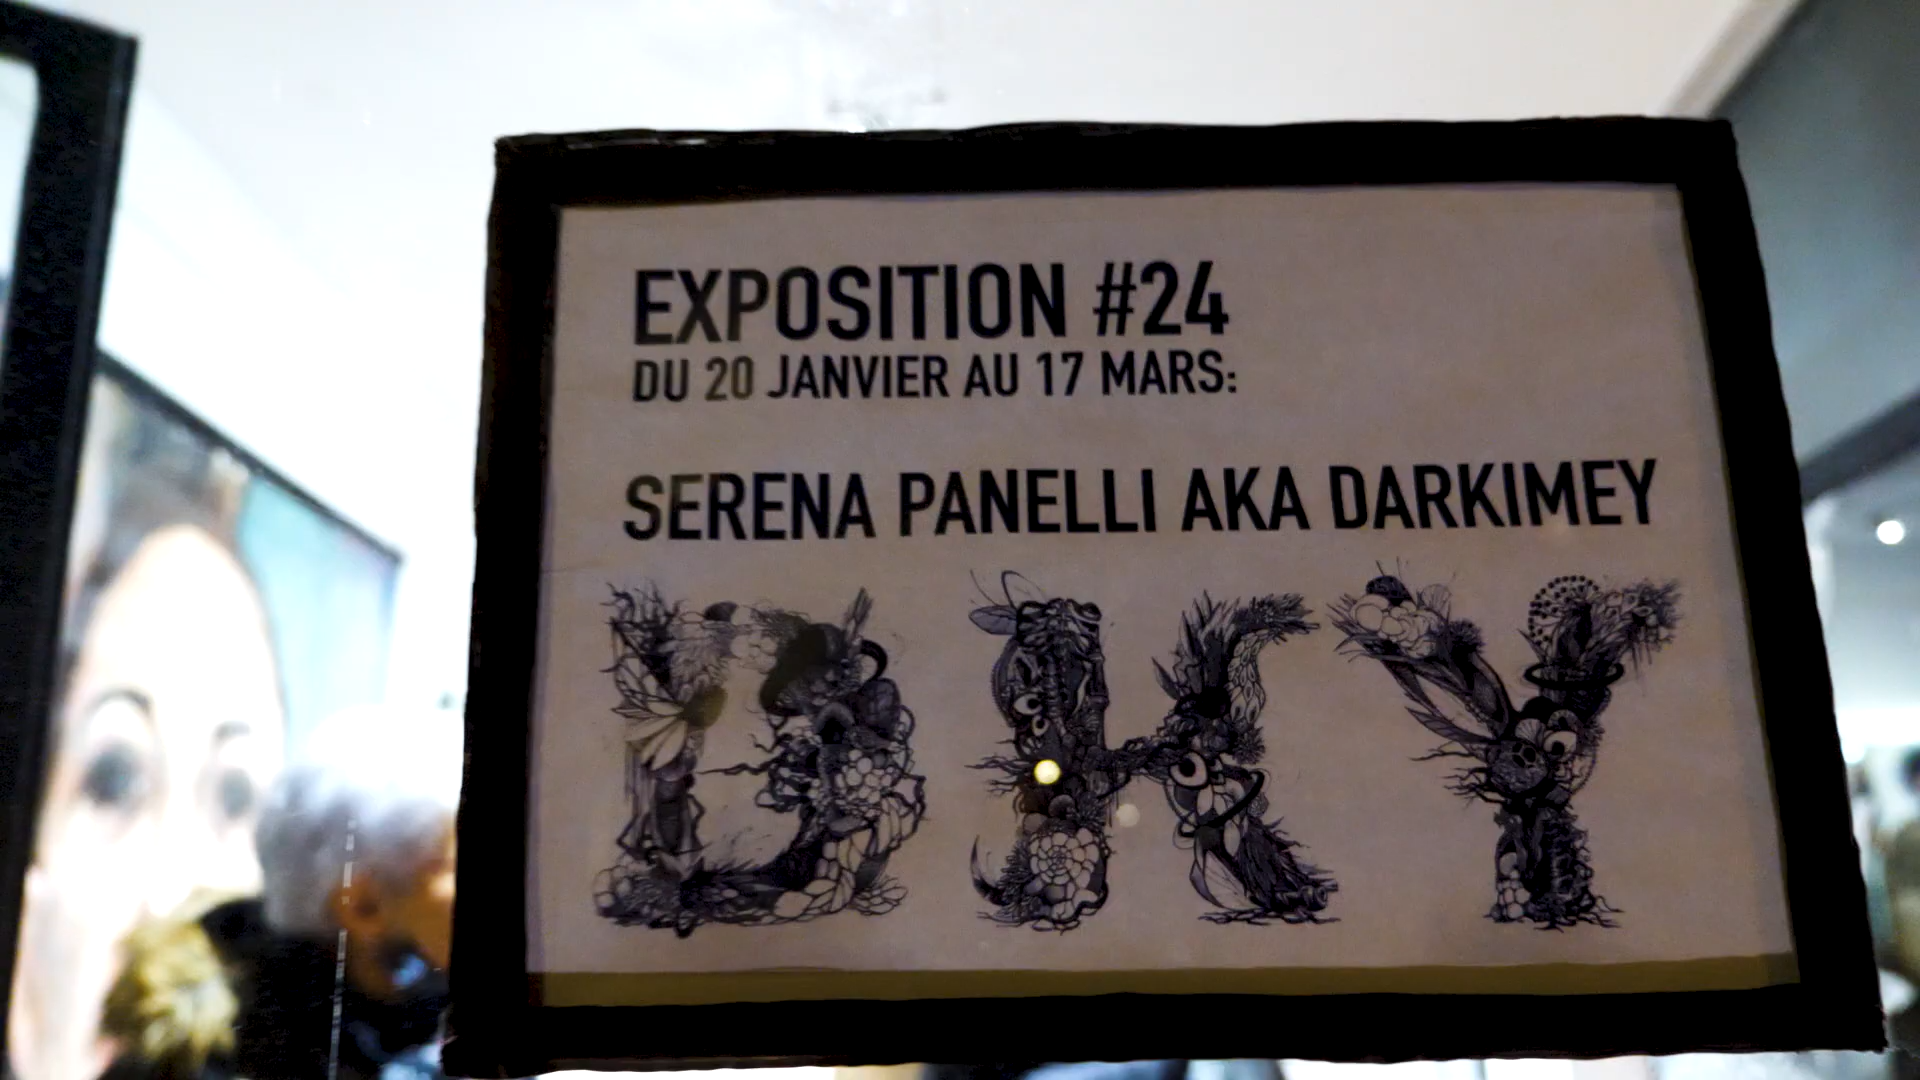 EXPOSITION #24
DU 20 JANVIER AU 17 MARS:
SERENA PANELLI AKA DARKIMEY
DKY